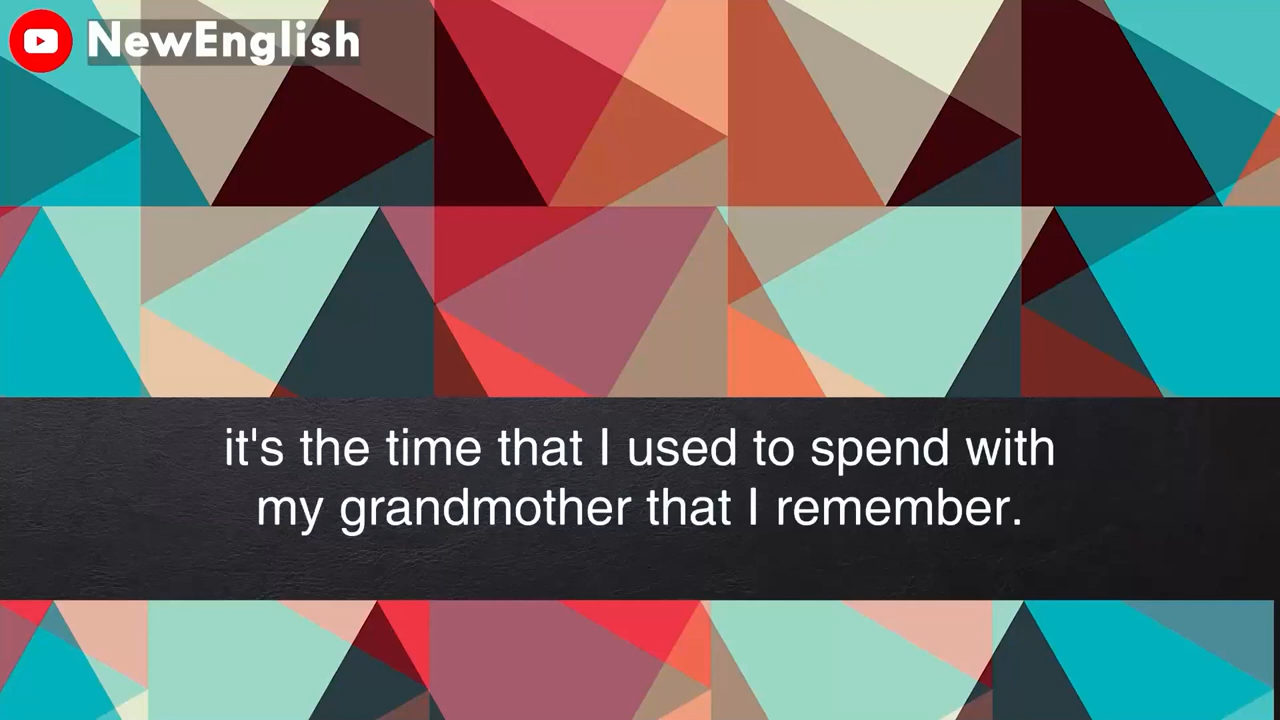 NewEnglish
it's the time that I used to spend with
my grandmother that I remember.